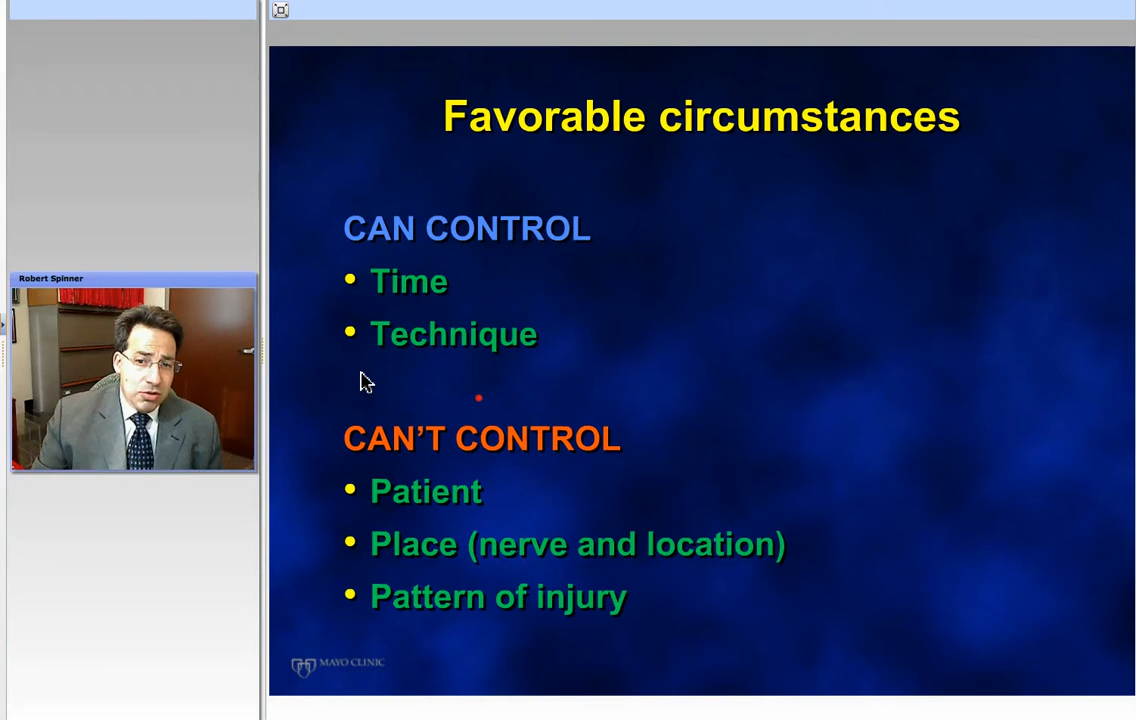 Robert Spinner
Favorable circumstances
CAN CONTROL
• Time
• Technique
CAN'T CONTROL
• Patient
• Place (nerve and location)
• Pattern of injury
MAYO CLINIC